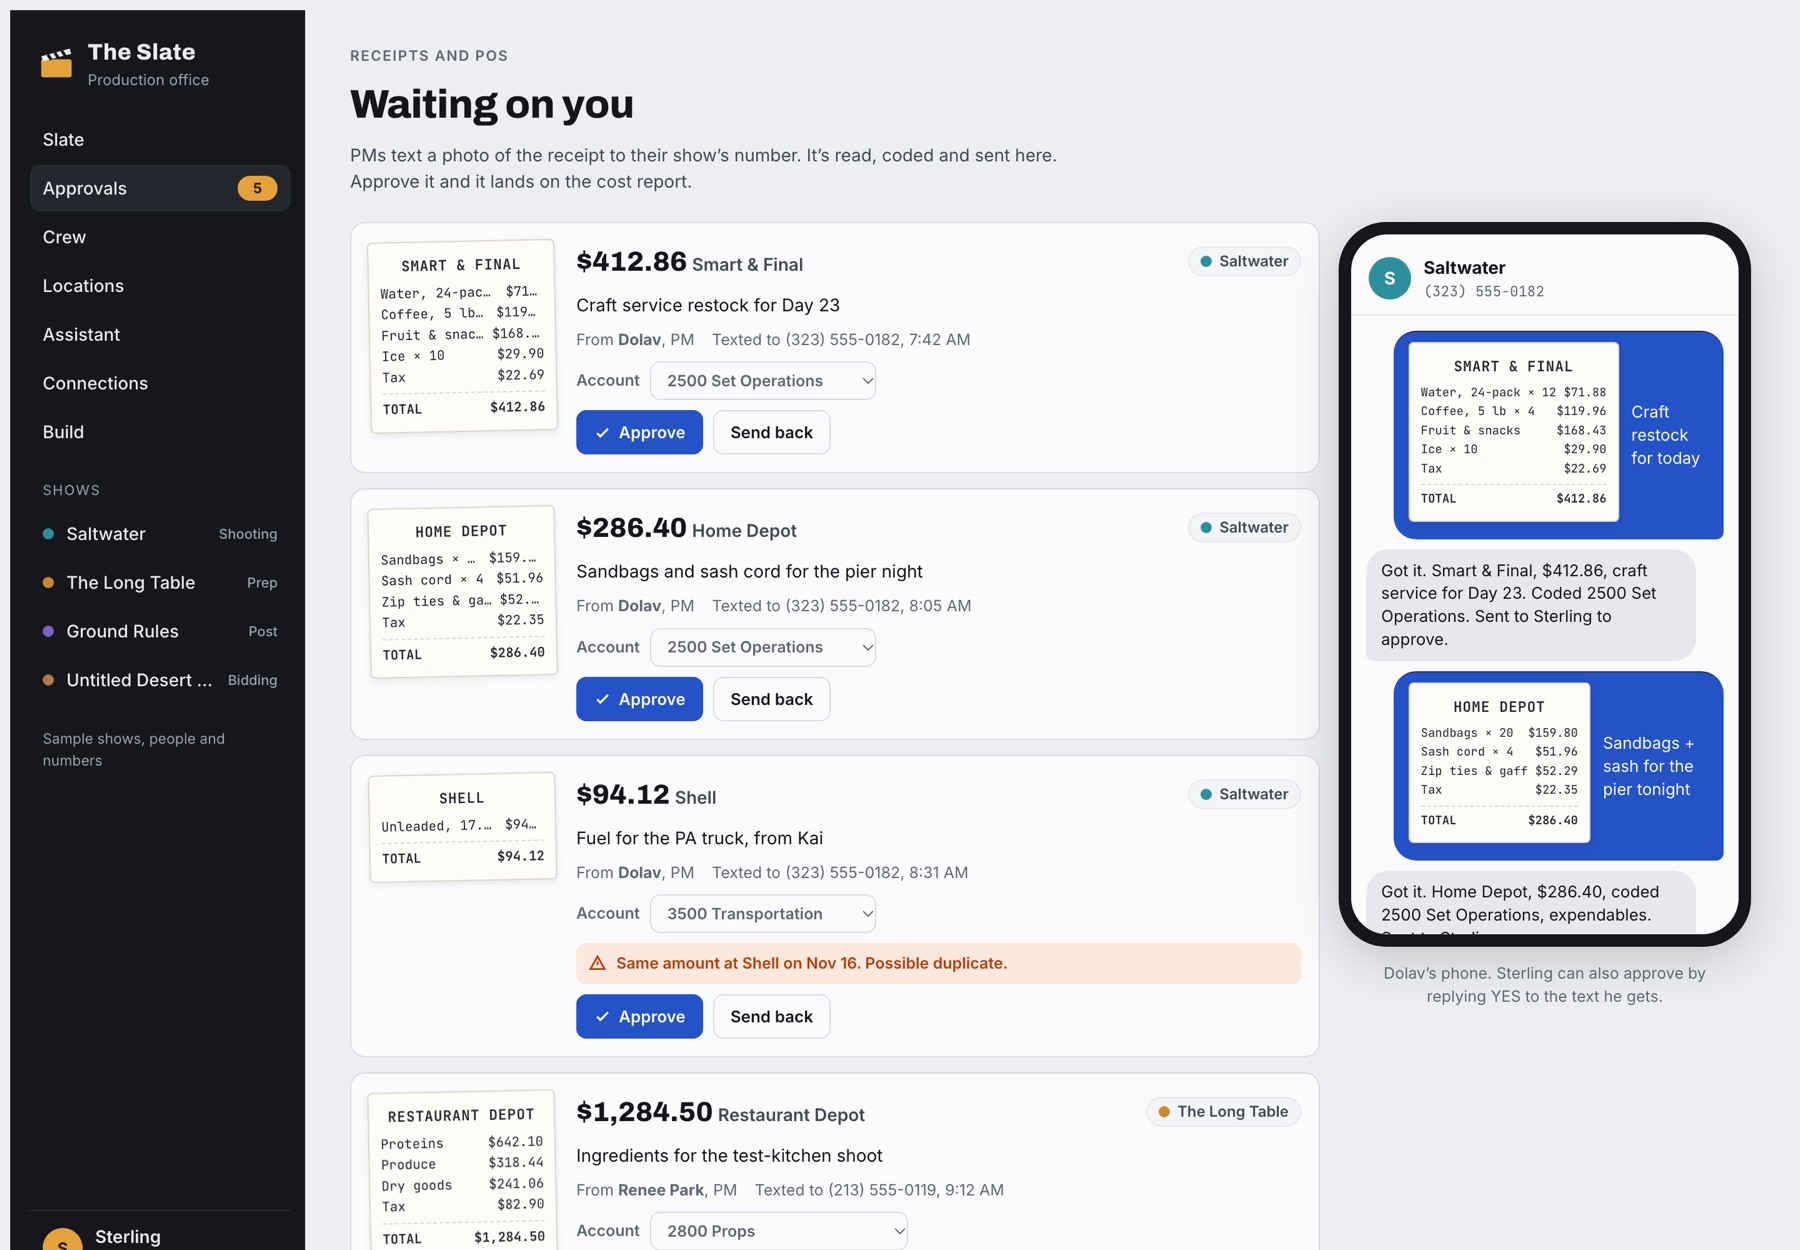 The Slate
Production office
Slate
Approvals 5
Crew
Locations
Assistant
Connections
Build
SHOWS
Saltwater Shooting
The Long Table Prep
Ground Rules Post
Untitled Desert ... Bidding
Sample shows, people and
numbers
S Sterling
RECEIPTS AND POS
Waiting on you
PMs text a photo of the receipt to their show’s number. It’s read, coded and sent here.
Approve it and it lands on the cost report.
SMART & FINAL
Water, 24-pac… $71…
Coffee, 5 lb… $119…
Fruit & snac… $168.…
Ice × 10 $29.90
Tax $22.69
TOTAL $412.86
$412.86 Smart & Final
Saltwater
Craft service restock for Day 23
From Dolav, PM Texted to (323) 555-0182, 7:42 AM
Account 2500 Set Operations
Approve Send back
HOME DEPOT
Sandbags × … $159.…
Sash cord × 4 $51.96
Zip ties & ga… $52.…
Tax $22.35
TOTAL $286.40
$286.40 Home Depot
Saltwater
Sandbags and sash cord for the pier night
From Dolav, PM Texted to (323) 555-0182, 8:05 AM
Account 2500 Set Operations
Approve Send back
SHELL
Unleaded, 17.… $94…
TOTAL $94.12
$94.12 Shell
Saltwater
Fuel for the PA truck, from Kai
From Dolav, PM Texted to (323) 555-0182, 8:31 AM
Account 3500 Transportation
Same amount at Shell on Nov 16. Possible duplicate.
Approve Send back
RESTAURANT DEPOT
Proteins $642.10
Produce $318.44
Dry goods $241.06
Tax $82.90
TOTAL $1,284.50
$1,284.50 Restaurant Depot
The Long Table
Ingredients for the test-kitchen shoot
From Renee Park, PM Texted to (213) 555-0119, 9:12 AM
Account 2800 Props
S Saltwater
(323) 555-0182
SMART & FINAL
Water, 24-pack × 12 $71.88
Coffee, 5 lb × 4 $119.96
Fruit & snacks $168.43
Ice × 10 $29.90
Tax $22.69
TOTAL $412.86
Craft
restock
for today
Got it. Smart & Final, $412.86, craft
service for Day 23. Coded 2500 Set
Operations. Sent to Sterling to
approve.
HOME DEPOT
Sandbags × 20 $159.80
Sash cord × 4 $51.96
Zip ties & gaff $52.29
Tax $22.35
TOTAL $286.40
Sandbags +
sash for the
pier tonight
Got it. Home Depot, $286.40, coded
2500 Set Operations, expendables.
Dolav’s phone. Sterling can also approve by
replying YES to the text he gets.